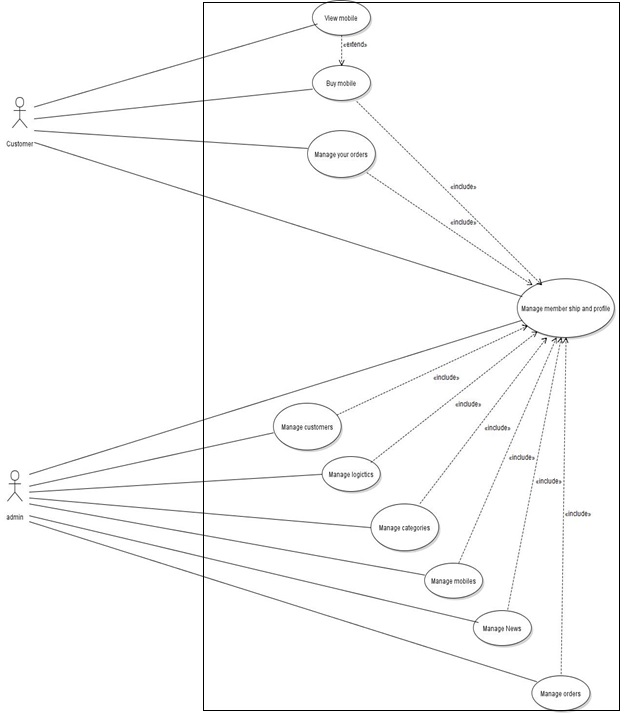 View mobile
«extend»
Buy mobile
Customer
Manage your orders
«include»
«include»
Manage member ship and profile
«include»
Manage customers
«include»
«include»
Manage logictics
«include»
admin
«include»
Manage categories
«include»
Manage mobiles
Manage News
Manage orders